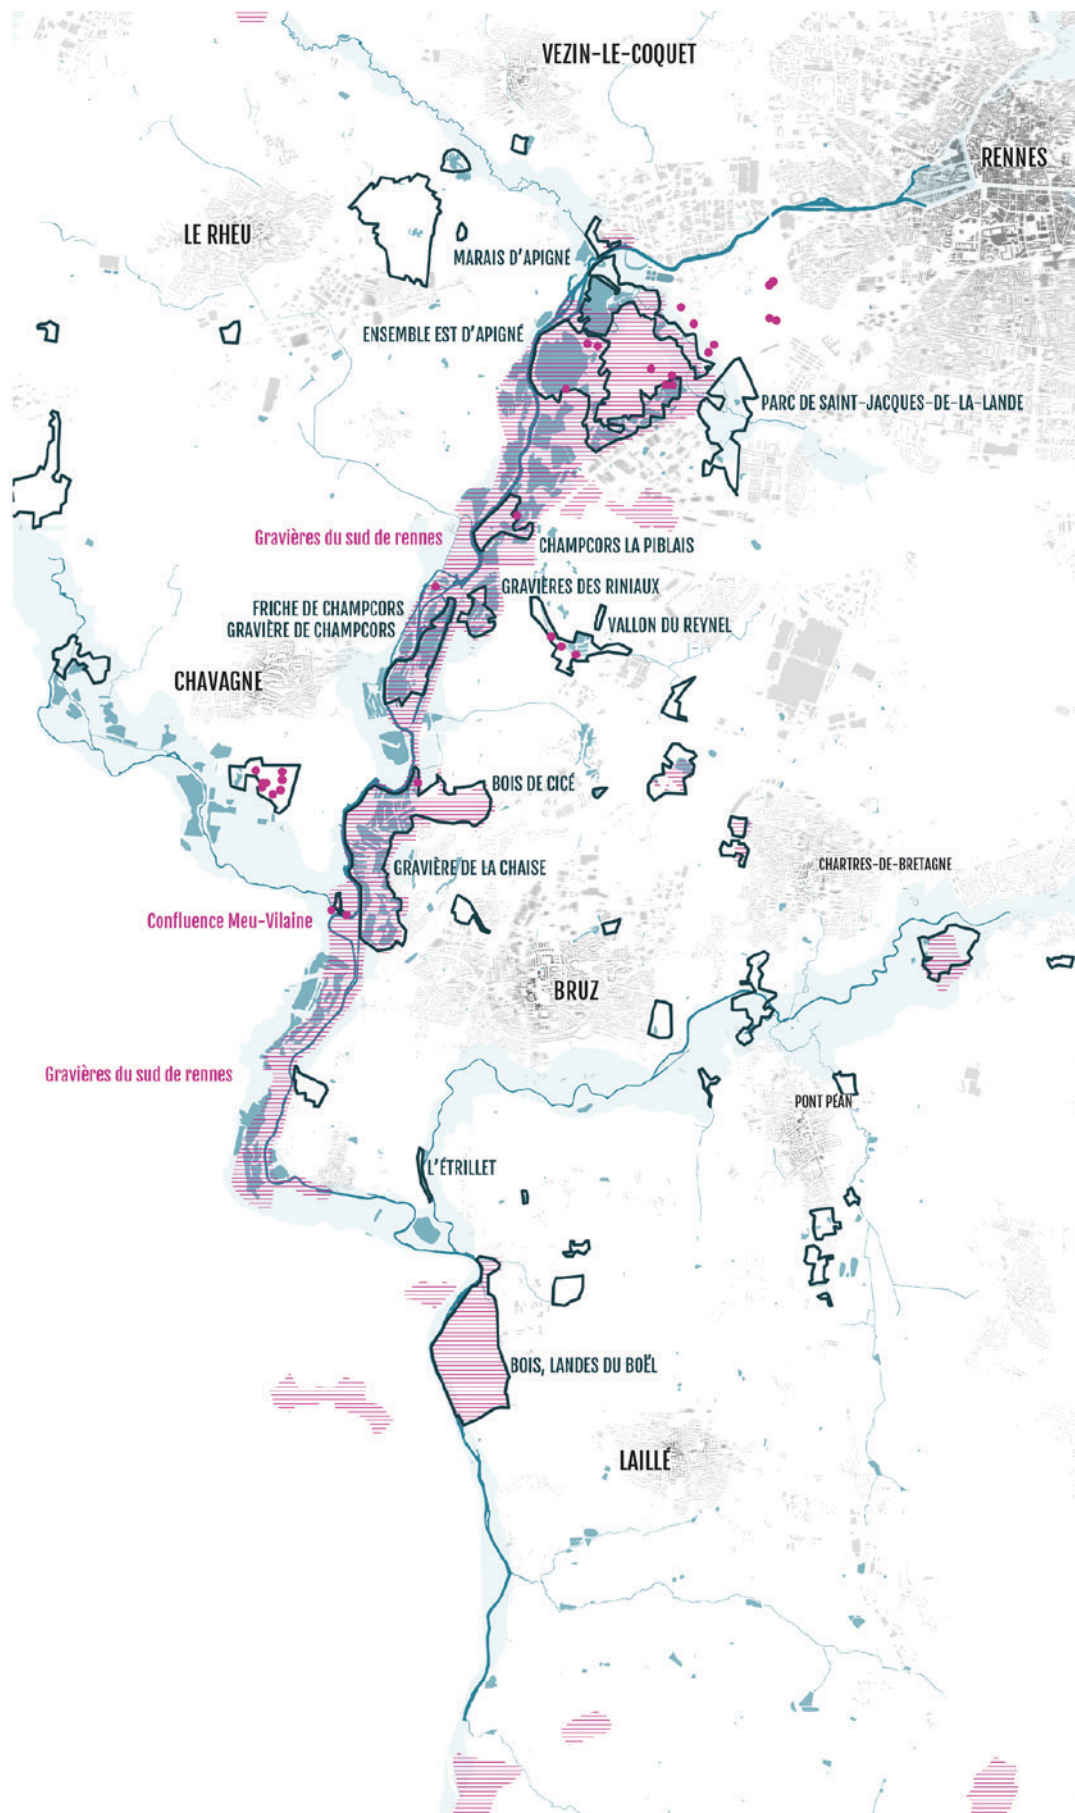 VEZIN-LE-COQUET
RENNES
LE RHEU
MARAIS D'APIGNÉ
ENSEMBLE EST D'APIGNÉ
PARC DE SAINT-JACQUES-DE-LA-LANDE
Gravières du sud de rennes
CHAMPCORS LA PIBLAIS
GRAVIÈRES DES RINIAUX
FRICHE DE CHAMPCORS
GRAVIÈRE DE CHAMPCORS
VALLON DU REYNEL
CHAVAGNE
BOIS DE CICÉ
GRAVIÈRE DE LA CHAISE
CHARTRES-DE-BRETAGNE
Confluence Meu-Vilaine
BRUZ
Gravières du sud de rennes
PONT PÉAN
L'ÉTRILLET
BOIS, LANDES DU BOËL
LAILLÉ